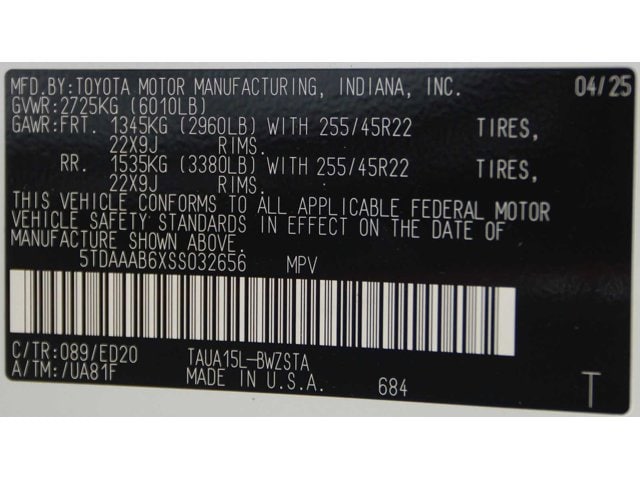 MFD.BY:TOYOTA MOTOR MANUFACTURING, INDIANA, INC. 04/25
GVWR:2725KG (6010LB)
GAWR:FRT. 1345KG (2960LB) WITH 255/45R22 TIRES,
22X9J RIMS.
RR. 1535KG (3380LB) WITH 255/45R22 TIRES,
22X9J RIMS.
THIS VEHICLE CONFORMS TO ALL APPLICABLE FEDERAL MOTOR
VEHICLE SAFETY STANDARDS IN EFFECT ON THE DATE OF
MANUFACTURE SHOWN ABOVE.
5TDAAAB6XSS032656 MPV
C/TR:089/ED20 TAUA15L-BWZSTA
A/TM:/UA81F MADE IN U.S.A. 684 T